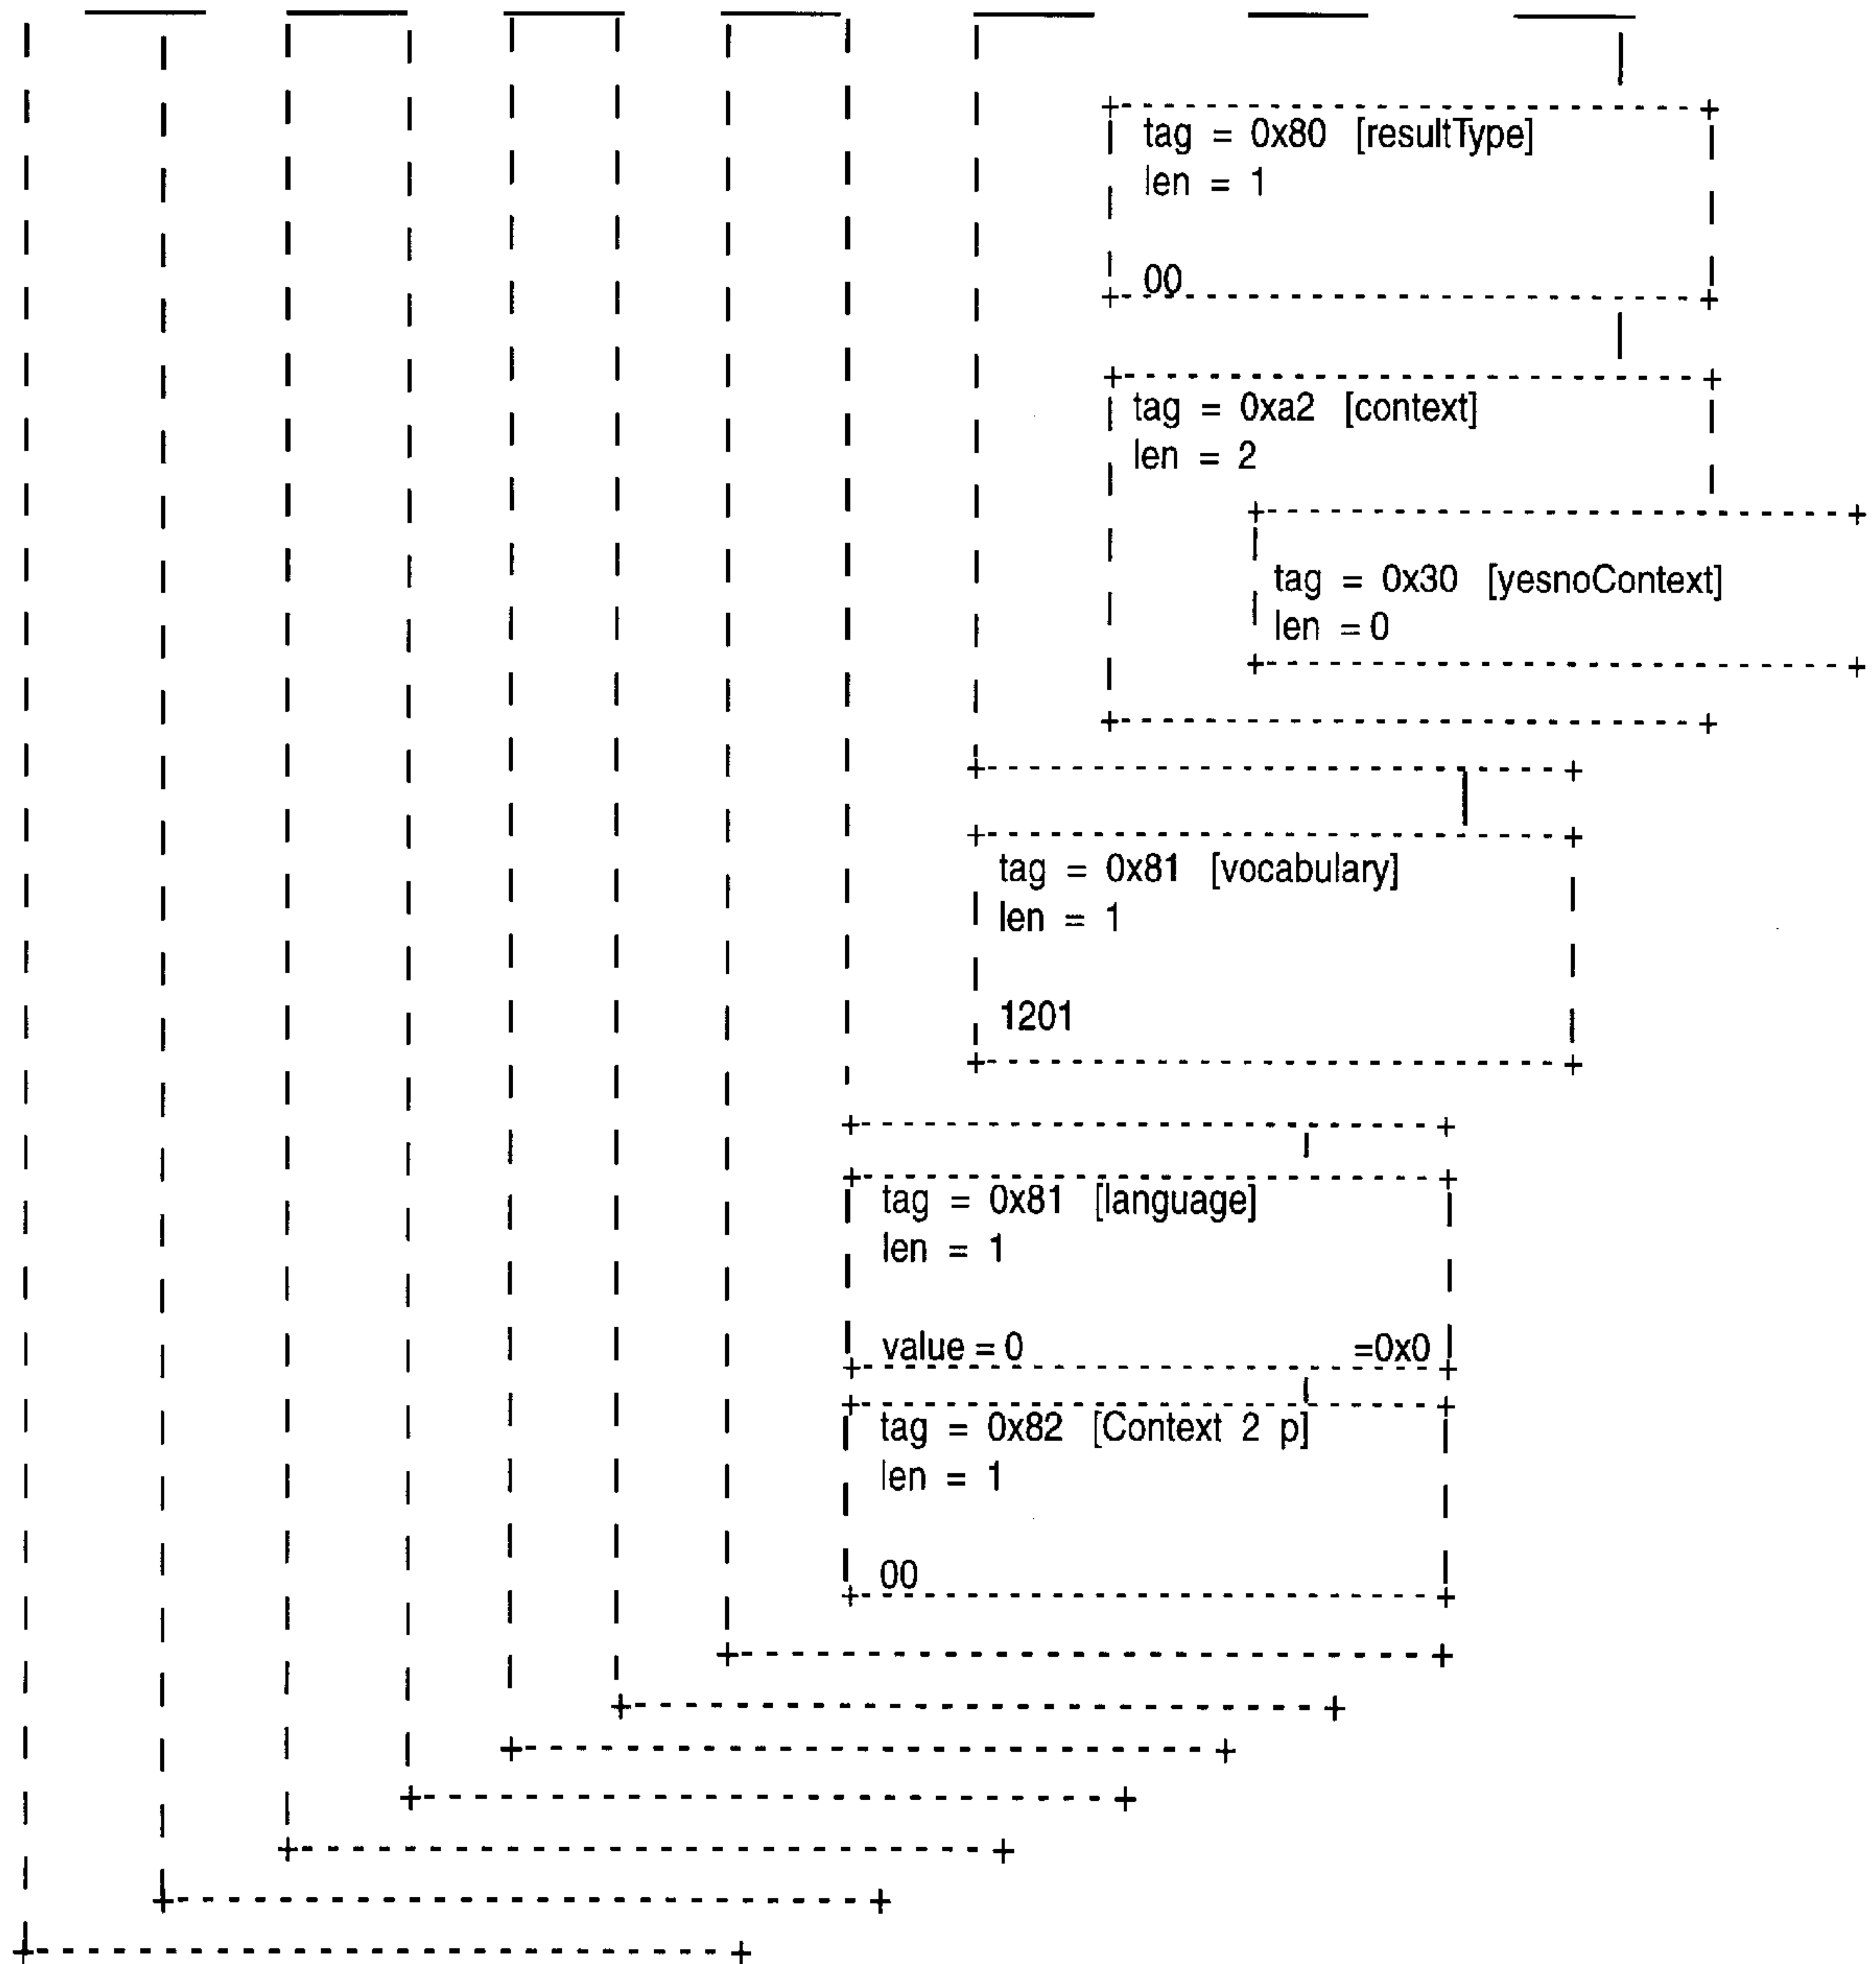 tag = 0x80 [resultType]
len = 1
00
tag = 0xa2 [context]
len = 2
tag = 0x30 [yesnoContext]
len = 0
tag = 0x81 [vocabulary]
len = 1
1201
tag = 0x81 [language]
len = 1
value = 0 =0x0
tag = 0x82 [Context 2 p]
len = 1
00